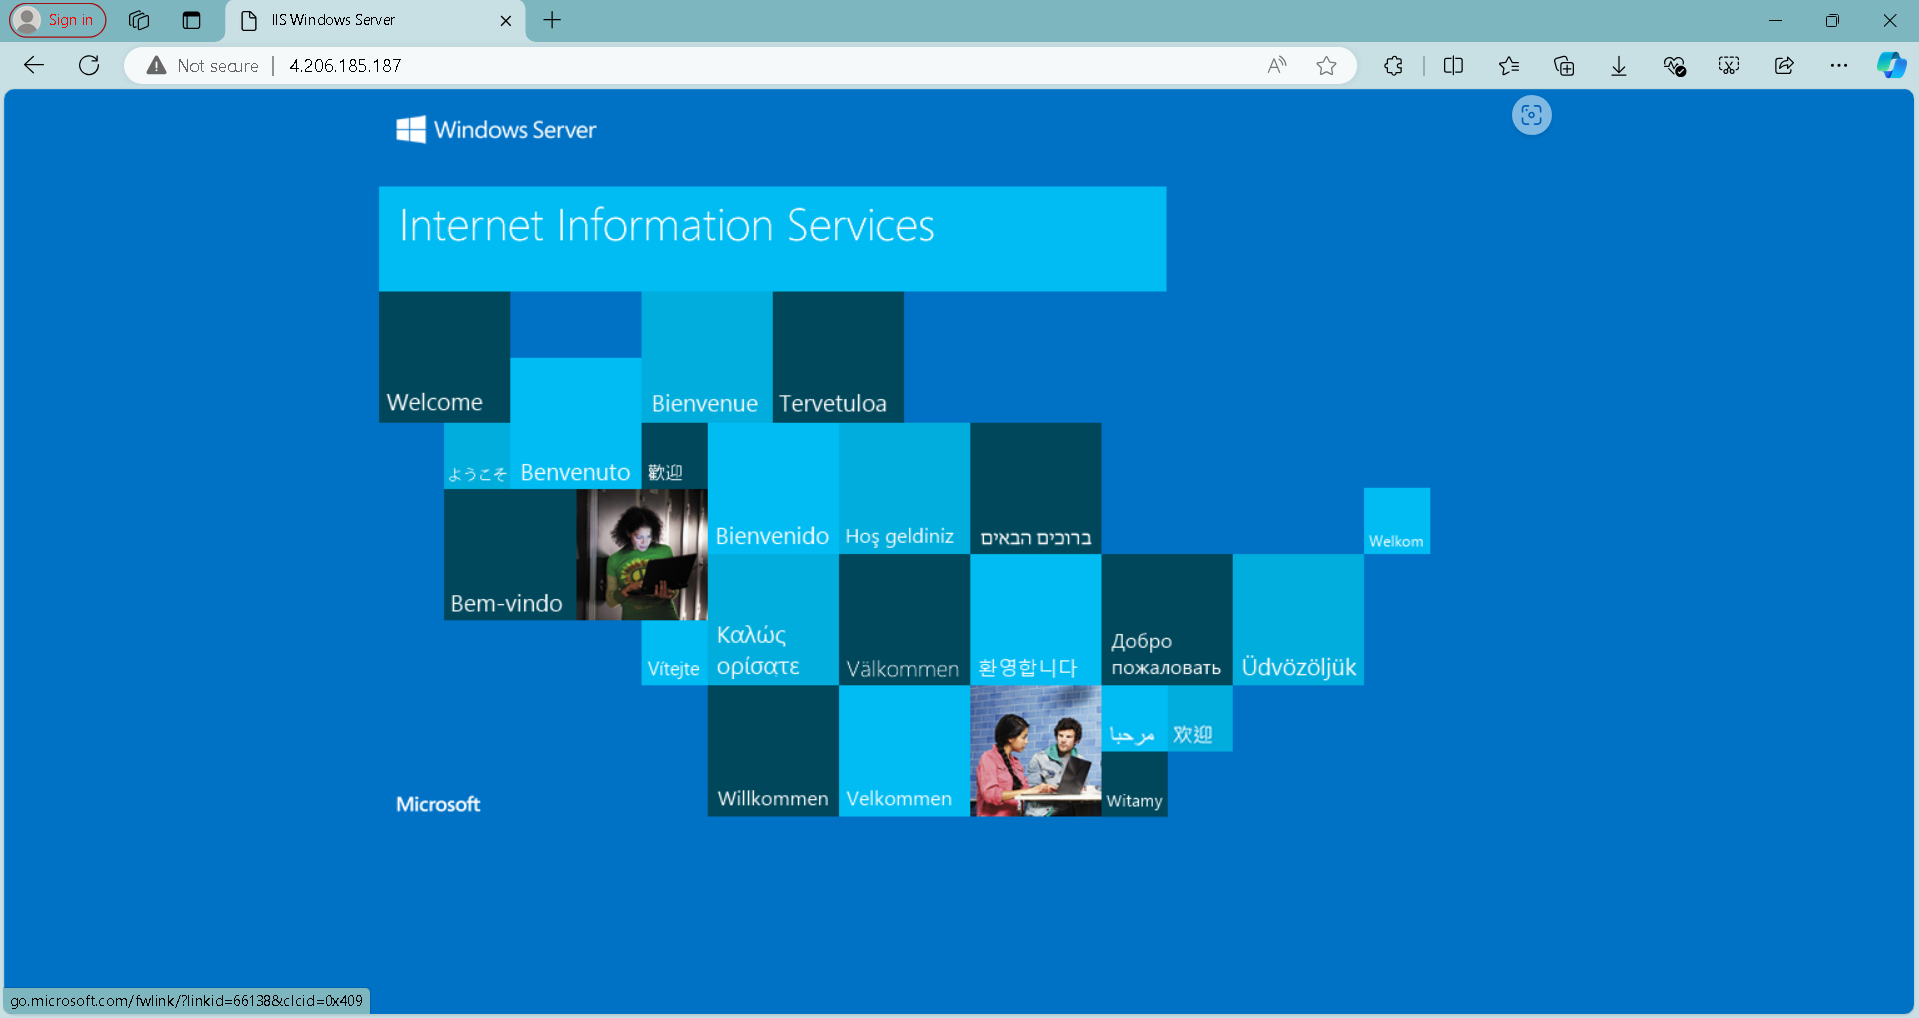 Sign in
IIS Windows Server
Not secure
4.206.185.187
Windows Server
Internet Information Services
Welcome
Bienvenue
Tervetuloa
ようこそ
Benvenuto
歡迎
Bienvenido
Hoş geldiniz
ברוכים הבאים
Welkom
Bem-vindo
Vítejte
Καλώς
ορίσατε
Välkommen
환영합니다
Добро
пожаловать
Üdvözöljük
مرحبا
欢迎
Microsoft
Willkommen
Velkommen
Witamy
go.microsoft.com/fwlink/?linkid=66138&clcid=0x409